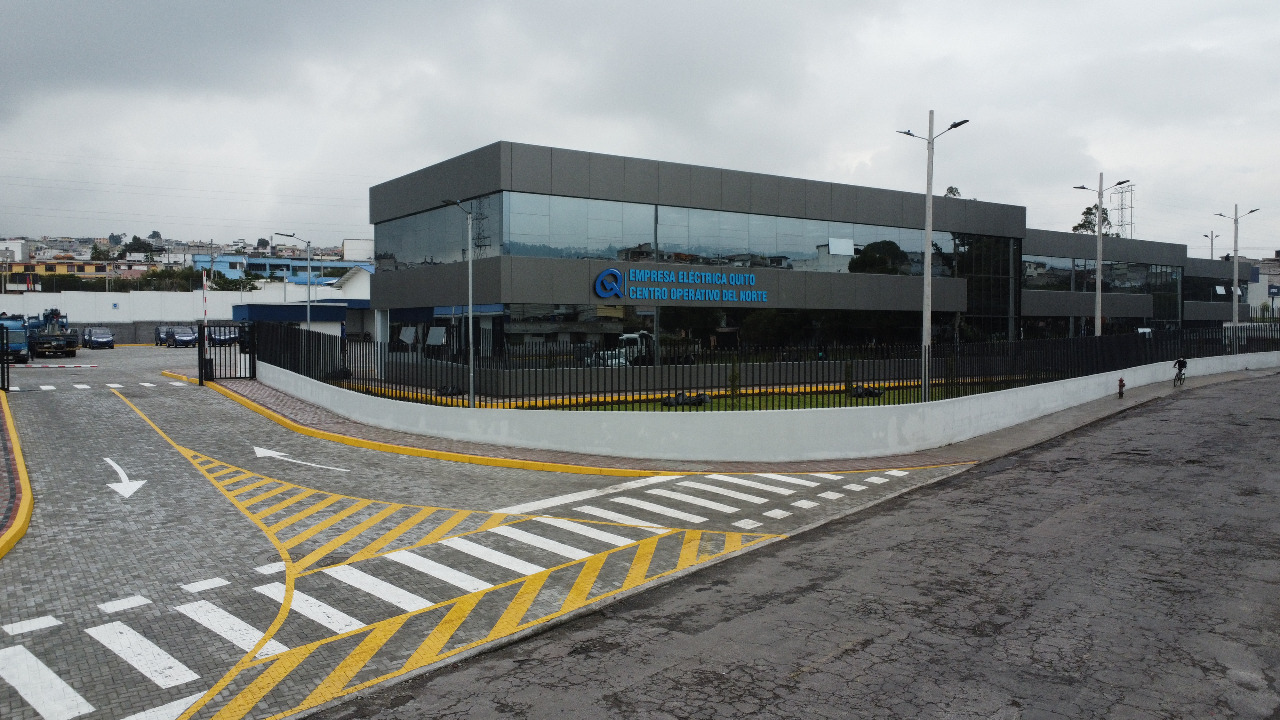 EMPRESA ELECTRICA QUITO
CENTRO OPERATIVO DEL NORTE